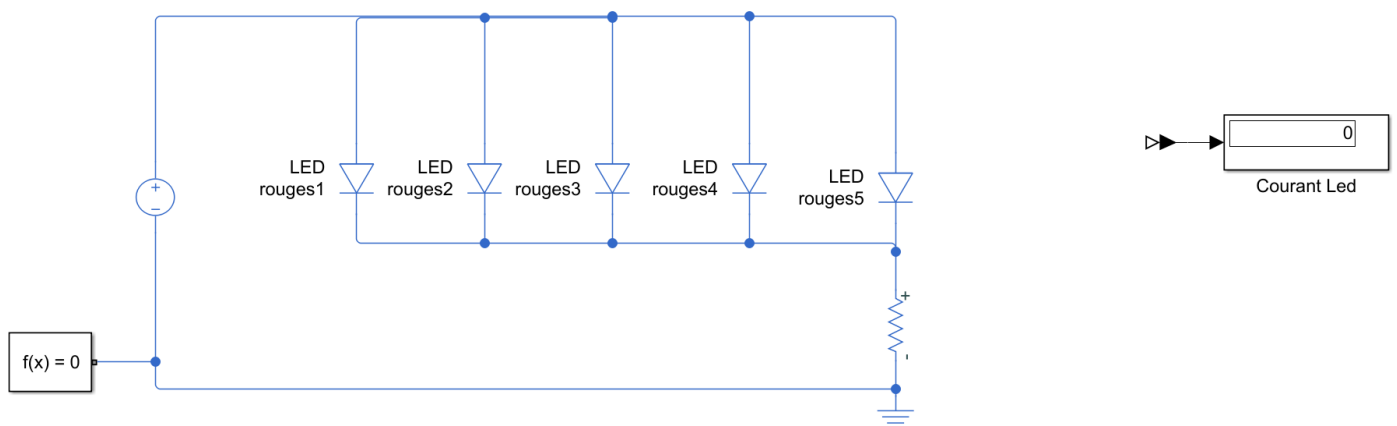 LED
rouges1
LED
rouges2
LED
rouges3
LED
rouges4
LED
rouges5
+
−
f(x) = 0
+
-
0
Courant Led